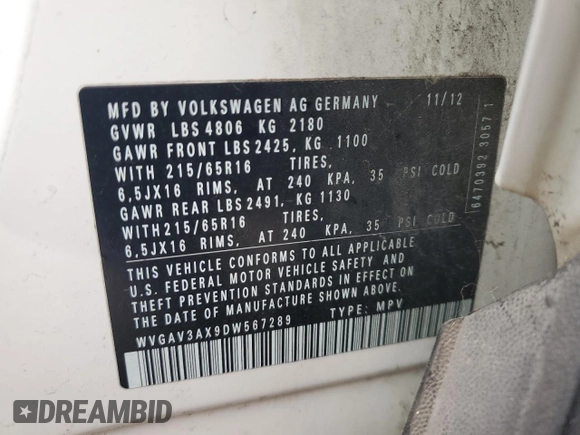 MFD BY VOLKSWAGEN AG GERMANY 11/12
GVWR LBS 4806 KG 2180
GAWR FRONT LBS 2425, KG 1100
WITH 215/65R16 TIRES,
6,5JX16 RIMS, AT 240 KPA, 35 PSI COLD
GAWR REAR LBS 2491, KG 1130
WITH 215/65R16 TIRES,
6,5JX16 RIMS, AT 240 KPA, 35 PSI COLD
THIS VEHICLE CONFORMS TO ALL APPLICABLE
U.S. FEDERAL MOTOR VEHICLE SAFETY AND
THEFT PREVENTION STANDARDS IN EFFECT ON
THE DATE OF MANUFACTURE SHOWN ABOVE.
WVGAV3AX9DW567289 TYPE: MPV
6470392 3057 1
DREAMBID